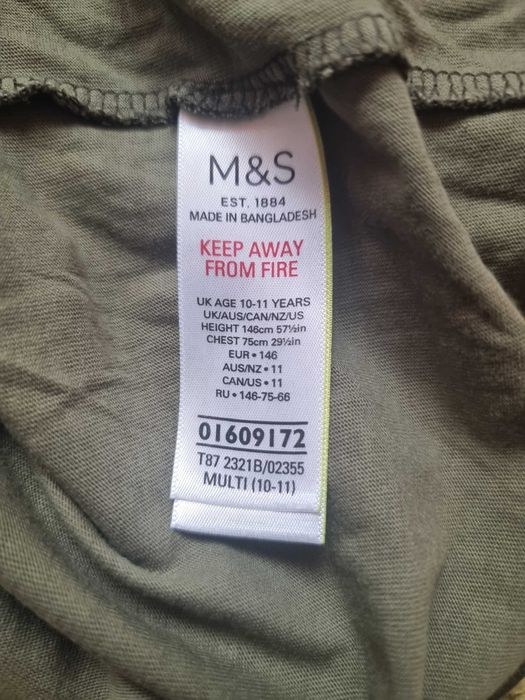 M&S
EST. 1884
MADE IN BANGLADESH
KEEP AWAY
FROM FIRE
UK AGE 10-11 YEARS
UK/AUS/CAN/NZ/US
HEIGHT 146cm 57½in
CHEST 75cm 29½in
EUR • 146
AUS/NZ • 11
CAN/US • 11
RU • 146-75-66
01609172
T87 2321B/02355
MULTI (10-11)